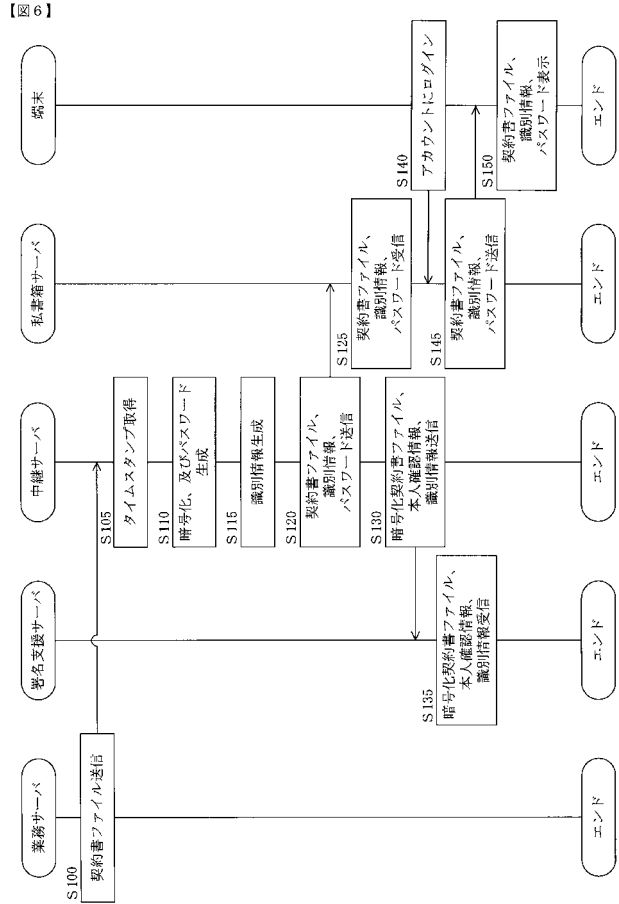 【図6】
業務サーバ
署名支援サーバ
中継サーバ
私書箱サーバ
端末
S100
契約書ファイル送信
S105
タイムスタンプ取得
S110
暗号化、及びパスワード
生成
S115
識別情報生成
S120
契約書ファイル、
識別情報、
パスワード送信
S125
契約書ファイル、
識別情報、
パスワード受信
S130
暗号化契約書ファイル、
本人確認情報、
識別情報送信
S135
暗号化契約書ファイル、
本人確認情報、
識別情報受信
S140
アカウントにログイン
S145
契約書ファイル、
識別情報、
パスワード送信
S150
契約書ファイル、
識別情報、
パスワード表示
エンド
エンド
エンド
エンド
エンド